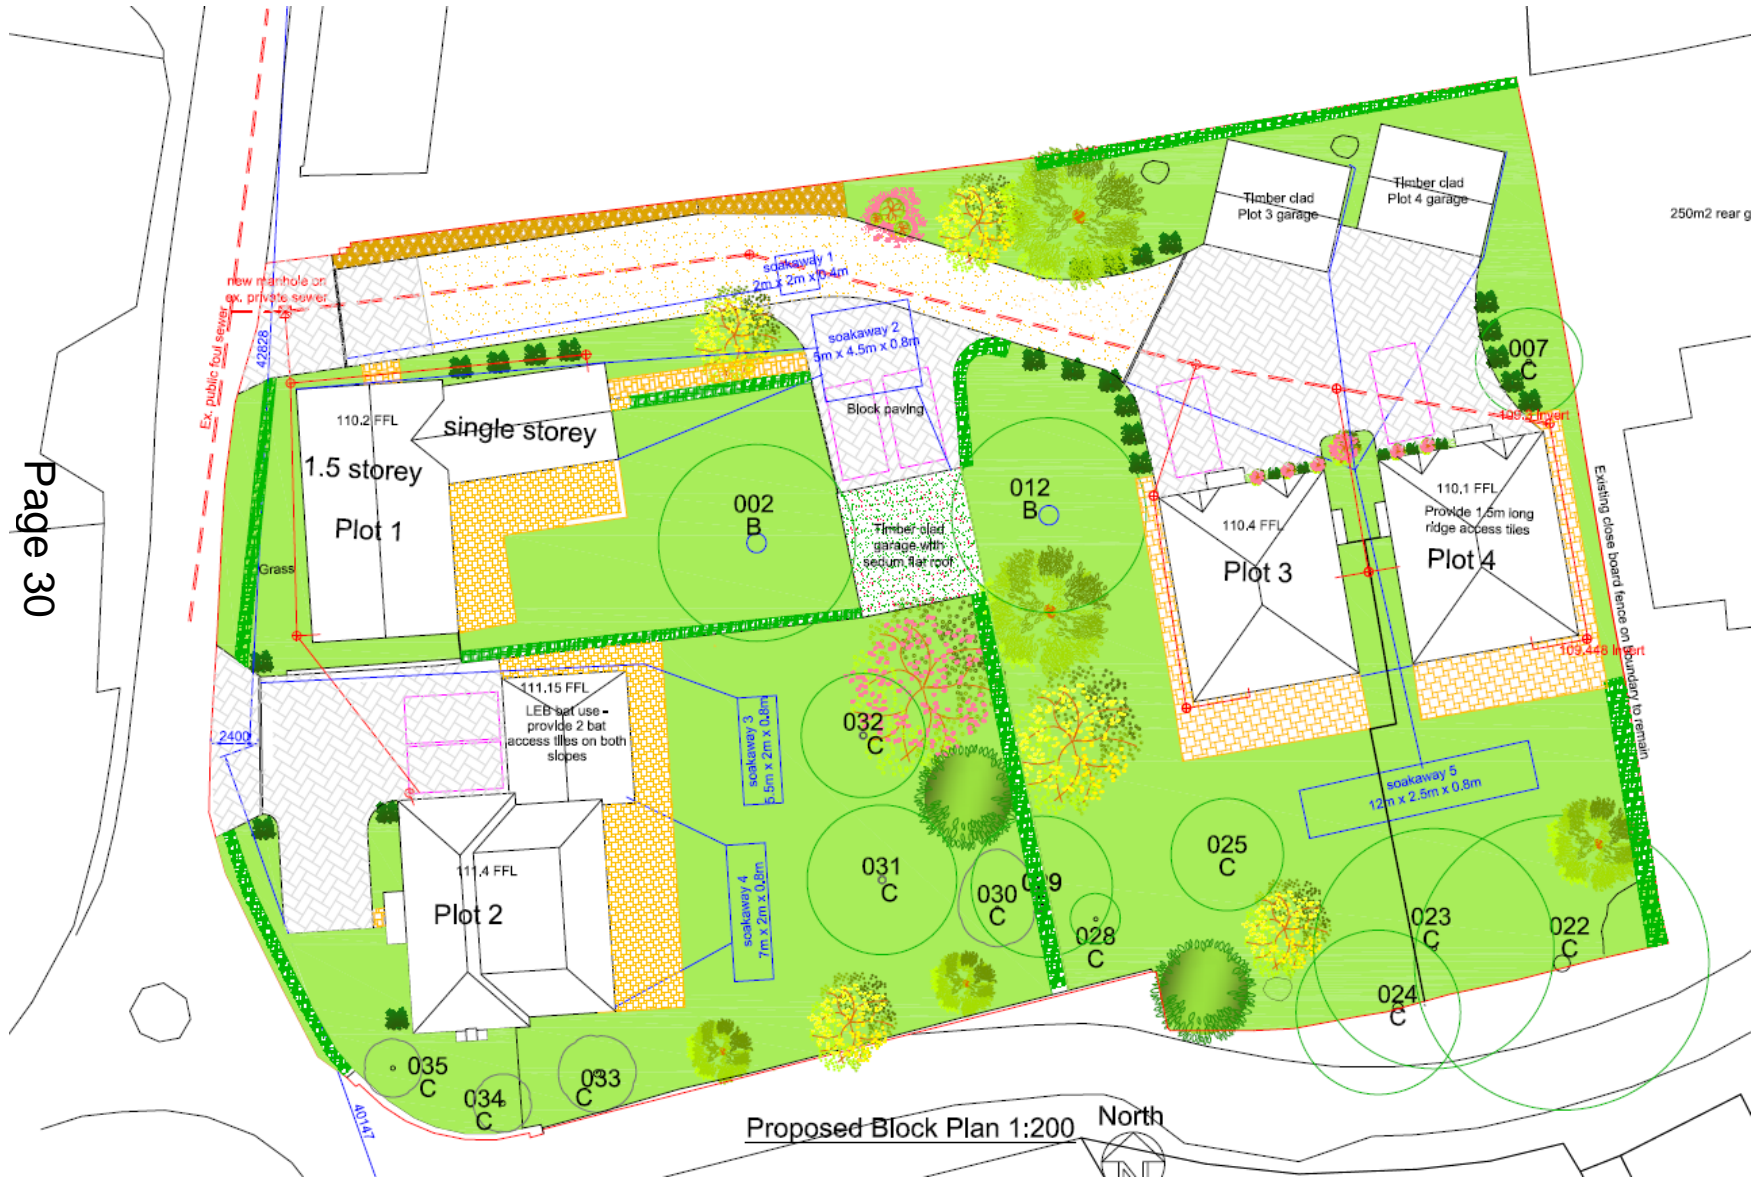 Page 30
new manhole on
ex. private sewer
Ex. public foul sewer
42828
soakaway 1
2m x 2m x 0.4m
soakaway 2
5m x 4.5m x 0.8m
Block paving
Timber clad
Plot 3 garage
Timber clad
Plot 4 garage
250m2 rear g
007
C
109.3 Invert
110.2 FFL
single storey
1.5 storey
Plot 1
Grass
002
B
Timber clad
garage with
sedum flat roof
012
B
110.4 FFL
Plot 3
110.1 FFL
Provide 1.5m long
ridge access tiles
Plot 4
Existing close board fence on boundary to remain
109.448 Invert
2400
111.15 FFL
LEB bat use -
provide 2 bat
access tiles on both
slopes
soakaway 3
5.5m x 2m x 0.8m
032
C
soakaway 5
12m x 2.5m x 0.8m
111.4 FFL
Plot 2
soakaway 4
7m x 2m x 0.8m
031
C
030
C
029
028
C
025
C
023
C
022
C
024
C
035
C
034
C
033
C
40147
Proposed Block Plan 1:200
North
N